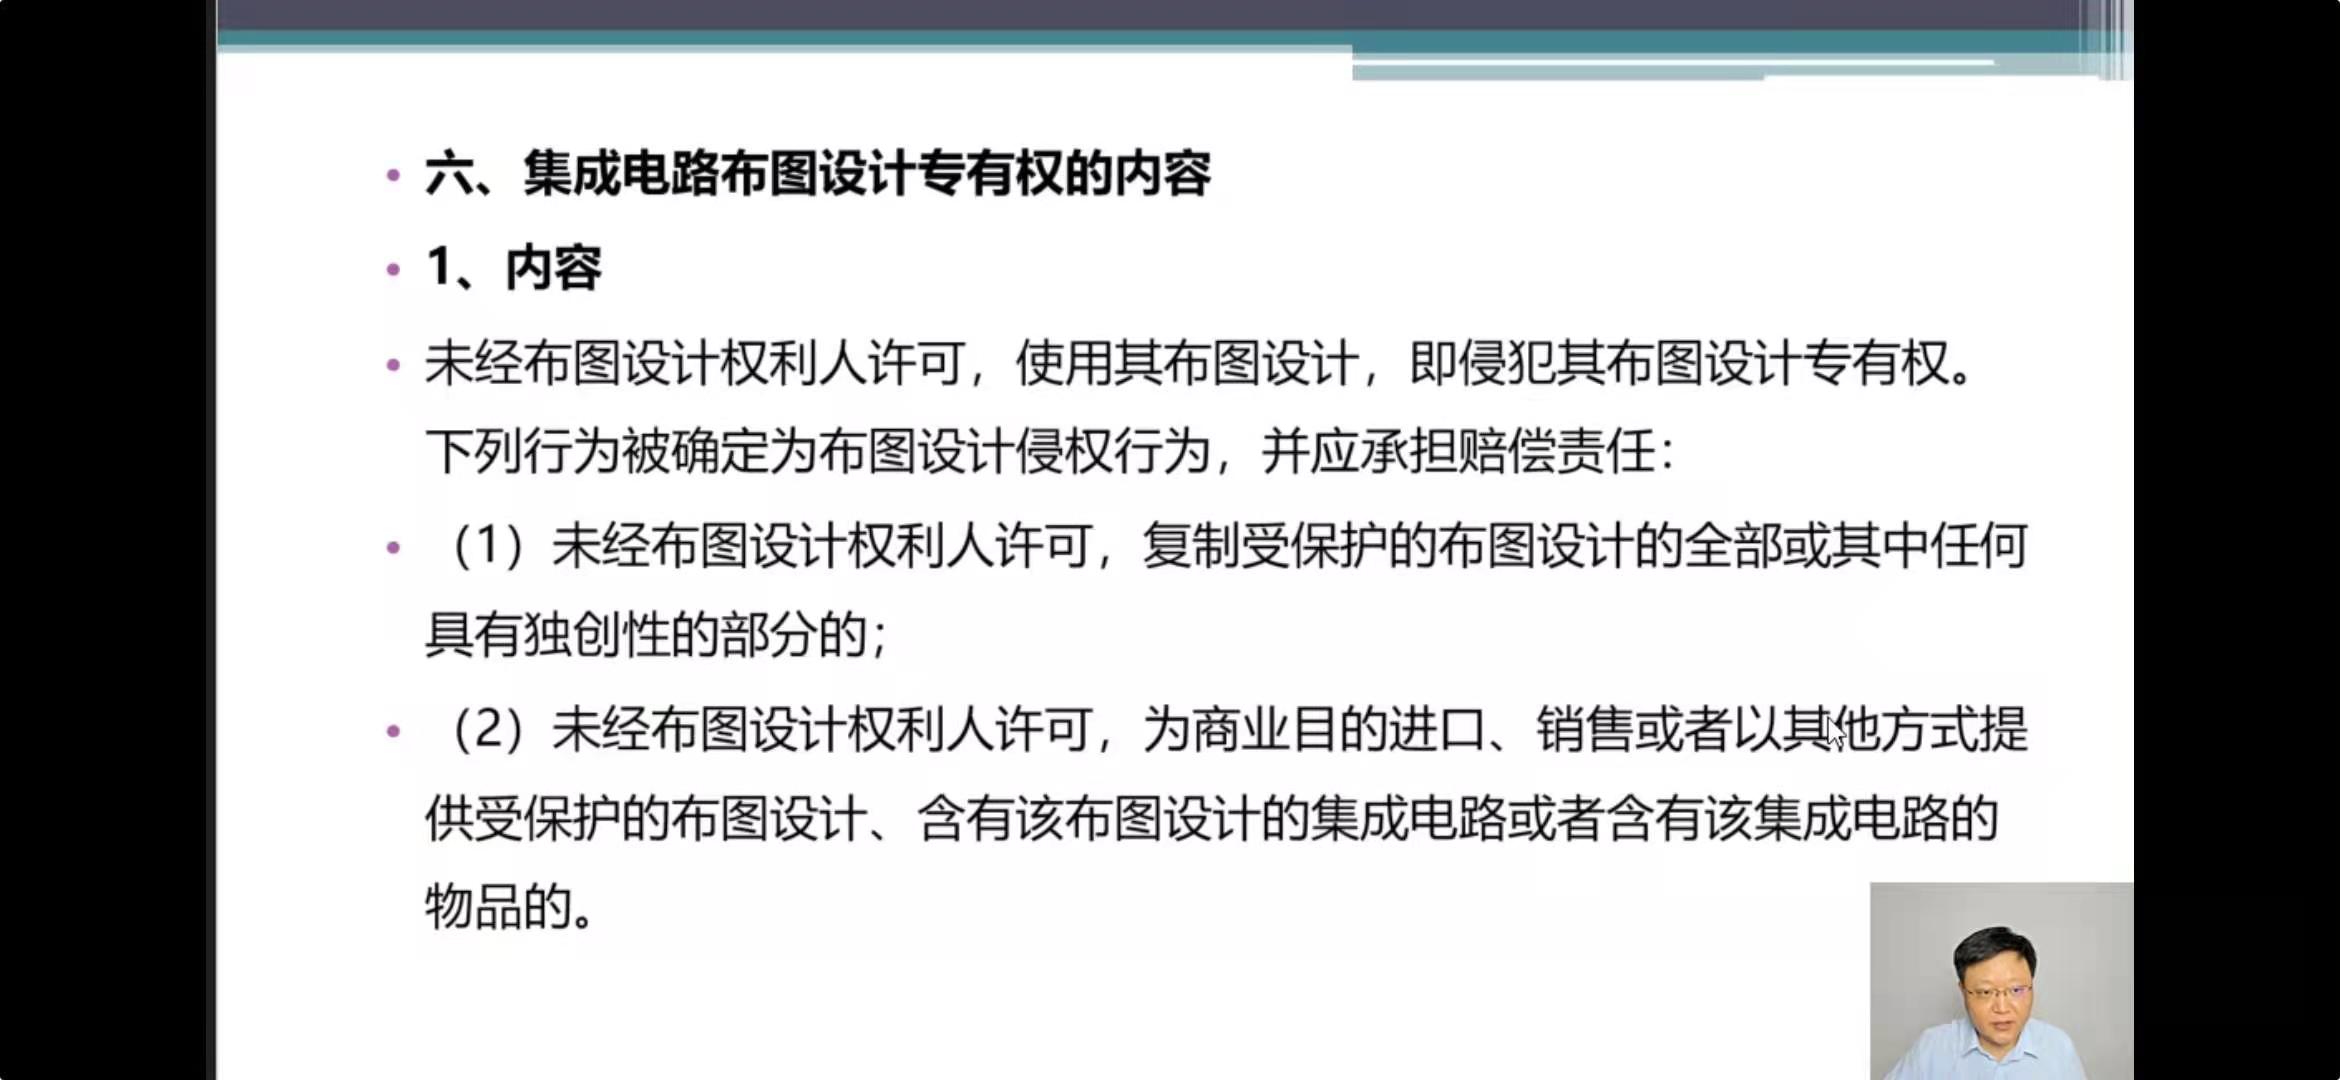 • 六、集成电路布图设计专有权的内容
• 1、内容
• 未经布图设计权利人许可，使用其布图设计，即侵犯其布图设计专有权。
下列行为被确定为布图设计侵权行为，并应承担赔偿责任：
• （1）未经布图设计权利人许可，复制受保护的布图设计的全部或其中任何
具有独创性的部分的；
• （2）未经布图设计权利人许可，为商业目的进口、销售或者以其他方式提
供受保护的布图设计、含有该布图设计的集成电路或者含有该集成电路的
物品的。